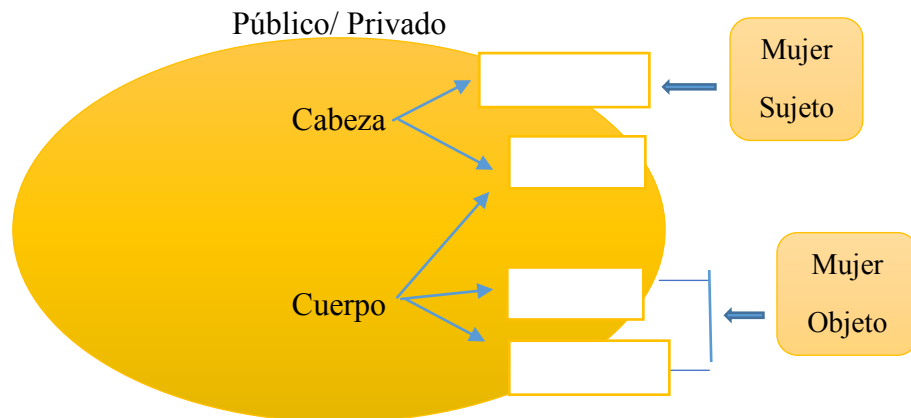 Público/ Privado
Cabeza
Mujer
Sujeto
Cuerpo
Mujer
Objeto